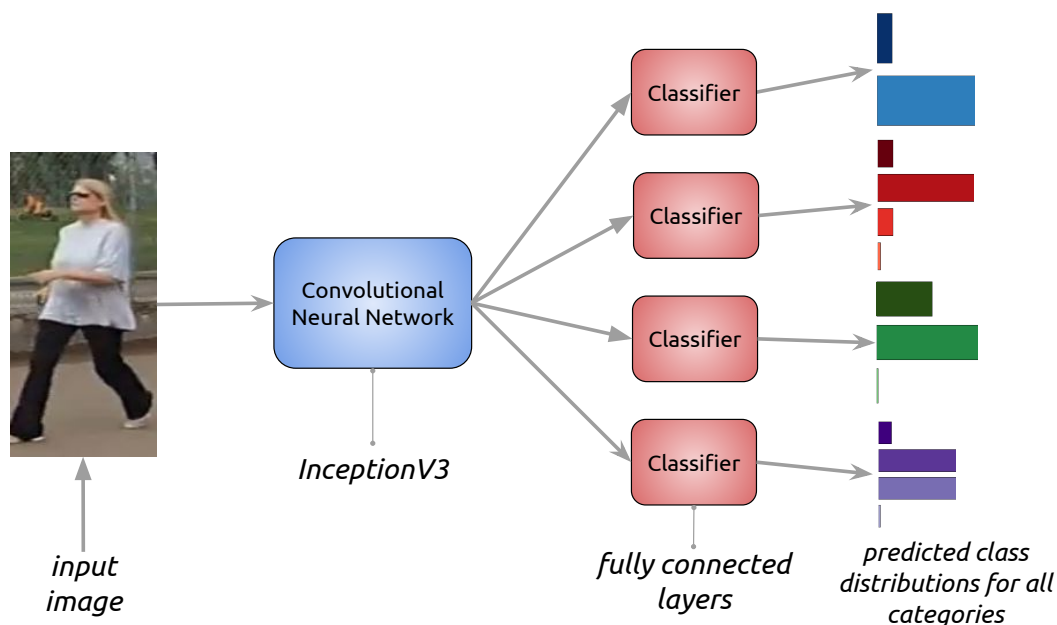 input
image
Convolutional
Neural Network
InceptionV3
Classifier
Classifier
Classifier
Classifier
fully connected
layers
predicted class
distributions for all
categories